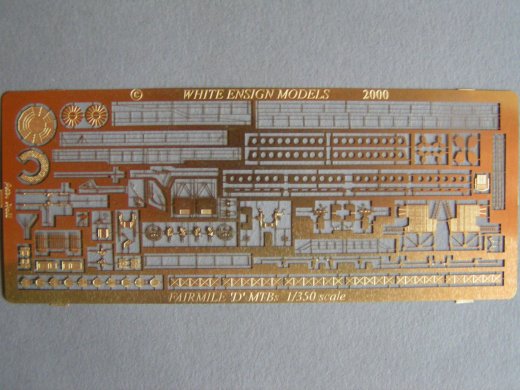 © WHITE ENSIGN MODELS 2000
FAIRMILE 'D' MTBs 1/350 scale